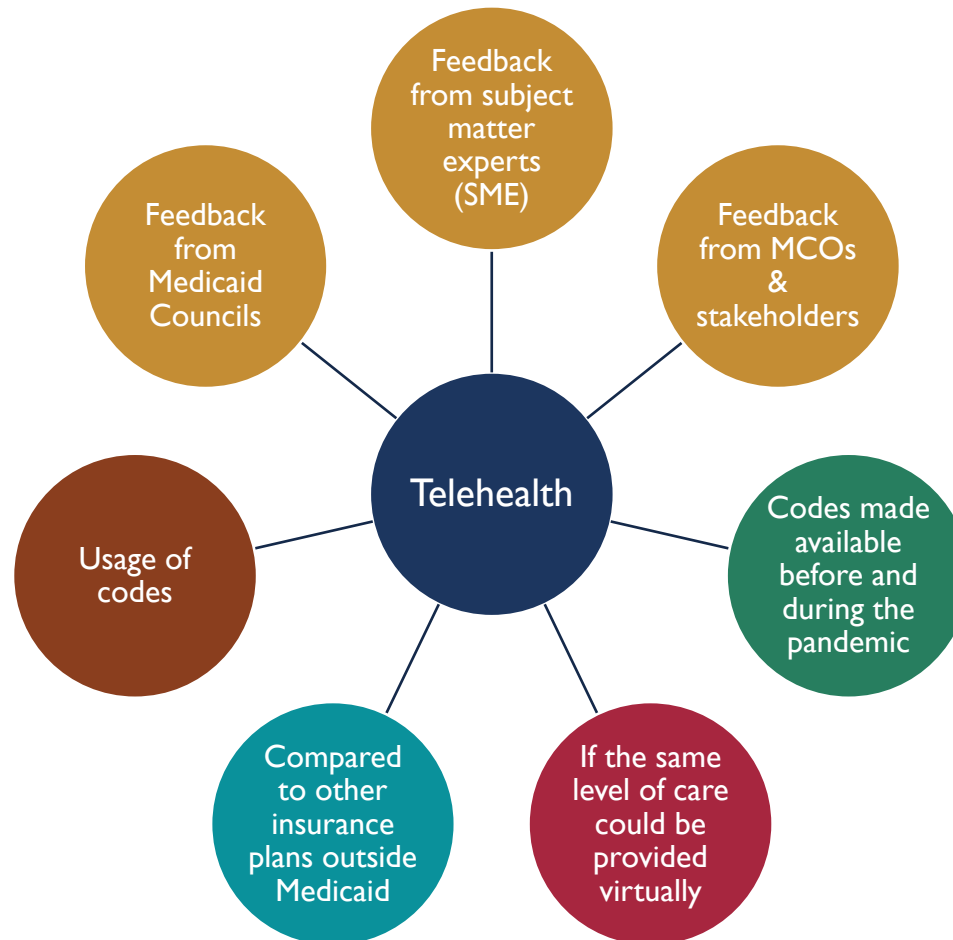 Feedback
from subject
matter
experts
(SME)
Feedback
from MCOs
&
stakeholders
Codes made
available
before and
during the
pandemic
If the same
level of care
could be
provided
virtually
Compared
to other
insurance
plans outside
Medicaid
Usage of
codes
Feedback
from
Medicaid
Councils
Telehealth